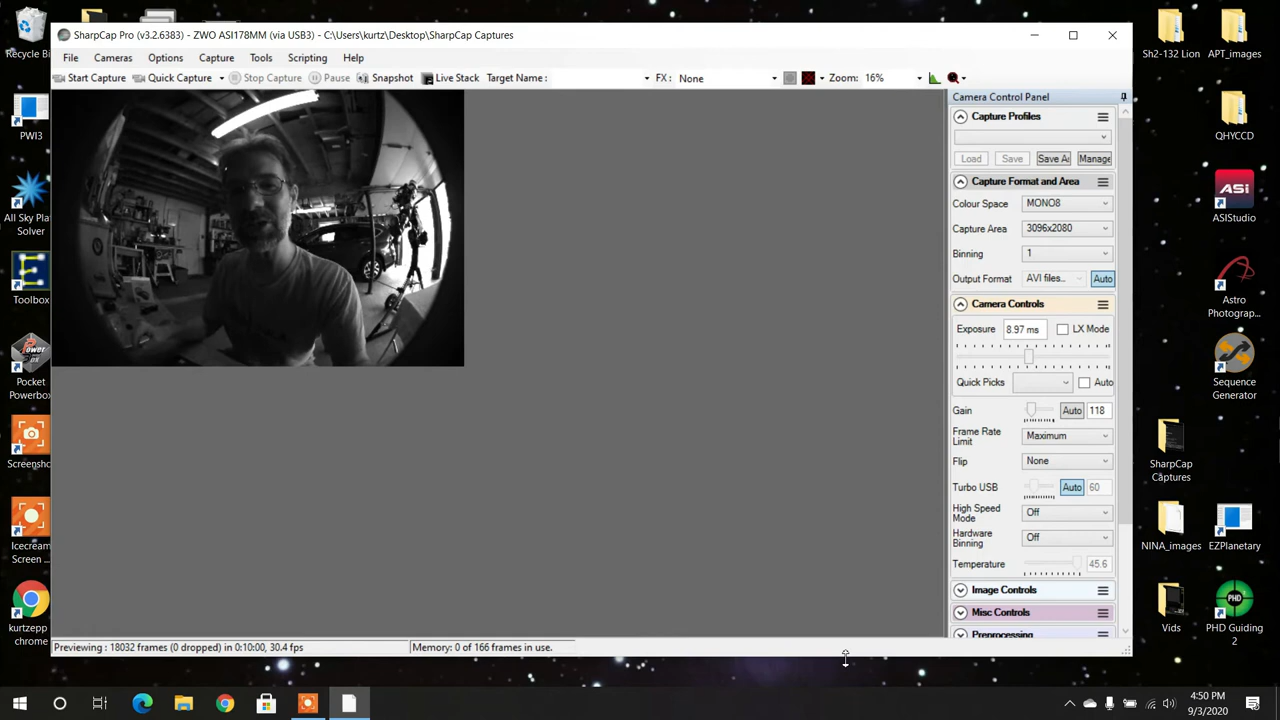 SharpCap Pro (v3.2.6383) - ZWO ASI178MM (via USB3) - C:\Users\kurtz\Desktop\SharpCap Captures
File Cameras Options Capture Tools Scripting Help
Start Capture Quick Capture Stop Capture Pause Snapshot Live Stack Target Name : FX : None Zoom: 16%
Camera Control Panel
Capture Profiles
Load Save Save As Manage
Capture Format and Area
Colour Space MONO8
Capture Area 3096x2080
Binning 1
Output Format AVI files.. Auto
Camera Controls
Exposure 8.97 ms LX Mode
Quick Picks Auto
Gain Auto 118
Frame Rate
Limit
Maximum
Flip None
Turbo USB Auto 60
High Speed
Mode
Off
Hardware
Binning
Off
Temperature 45.6
Image Controls
Misc Controls
Preprocessing
Previewing : 18032 frames (0 dropped) in 0:10:00, 30.4 fps Memory: 0 of 166 frames in use.
Recycle Bi
PWI3
All Sky Pla
Solver
Toolbox
Pocket
Powerbo
Screensho
Icecream
Screen ...
kurtzepp
chrome
Sh2-132 Lion
APT_images
QHYCCD
ASI
ASIStudio
Astro
Photograp...
Sequence
Generator
SharpCap
Captures
NINA_images
EZPlanetary
Vids
PHD
PHD Guiding
2
4:50 PM
9/3/2020